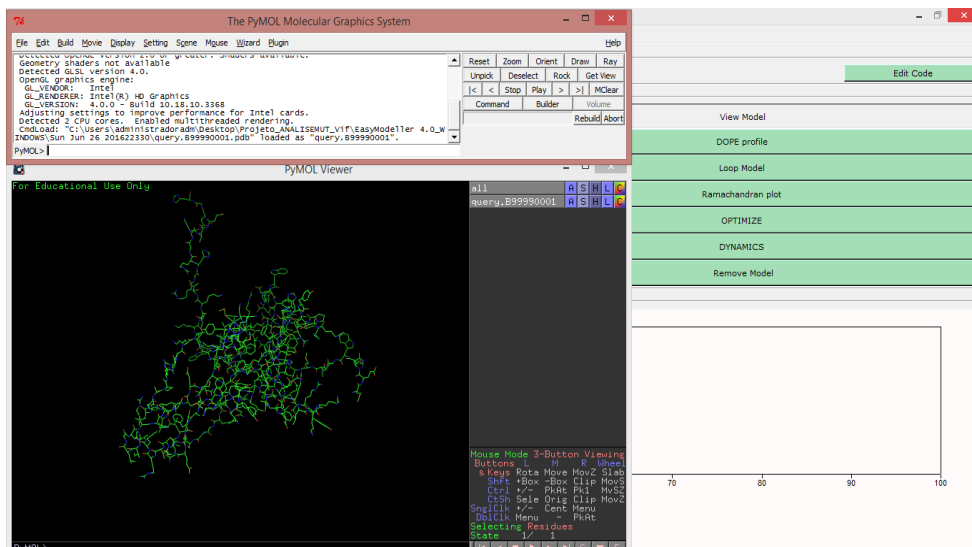 The PyMOL Molecular Graphics System
File Edit Build Movie Display Setting Scene Mouse Wizard Plugin Help
Geometry shaders not available
Detected GLSL version 4.0.
OpenGL graphics engine:
GL_VENDOR: Intel
GL_RENDERER: Intel(R) HD Graphics
GL_VERSION: 4.0.0 - Build 10.18.10.3368
Adjusting settings to improve performance for Intel cards.
Detected 2 CPU cores. Enabled multithreaded rendering.
CmdLoad: "C:\Users\administradoradm\Desktop\Projeto_ANALISEMUT_Vif\EasyModeller 4.0_W
INDOWS\Sun Jun 26 201622330\query.B99990001.pdb" loaded as "query.B99990001".
PyMOL>
Reset Zoom Orient Draw Ray
Unpick Deselect Rock Get View
|< < Stop Play > >| MClear
Command Builder Volume
Rebuild Abort
PyMOL Viewer
For Educational Use Only
all A S H L C
query.B99990001 A S H L C
Mouse Mode 3-Button Viewing
Buttons L M R Wheel
& Keys Rota Move MovZ Slab
Shft +Box -Box Clip MovS
Ctrl +/- PkAt Pk1 MvSZ
CtSh Sele Orig Clip MovZ
SnglClk +/- Cent Menu
DblClk Menu - PkAt
Selecting Residues
State 1/ 1
Edit Code
View Model
DOPE profile
Loop Model
Ramachandran plot
OPTIMIZE
DYNAMICS
Remove Model
70 80 90 100